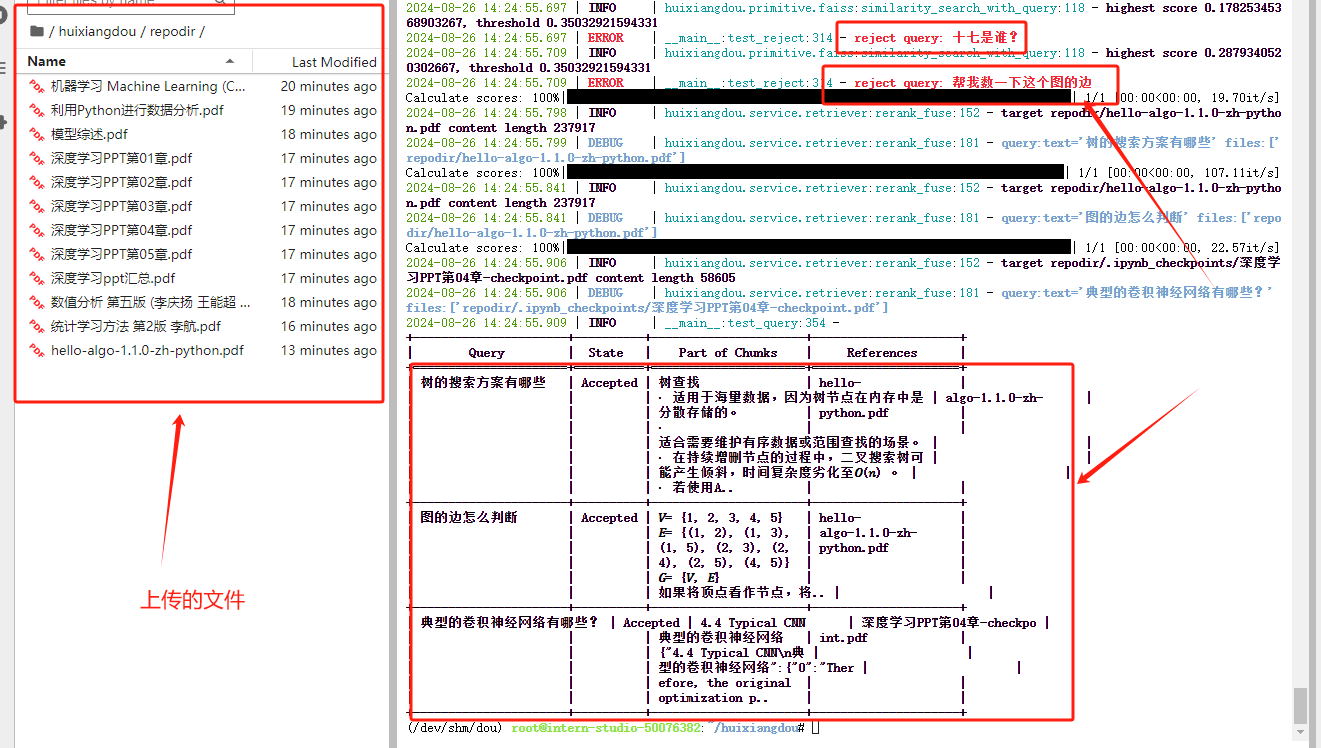 Filter files by name
/ huixiangdou / repodir /
Name Last Modified
机器学习 Machine Learning (C... 20 minutes ago
利用Python进行数据分析.pdf 19 minutes ago
模型综述.pdf 18 minutes ago
深度学习PPT第01章.pdf 17 minutes ago
深度学习PPT第02章.pdf 17 minutes ago
深度学习PPT第03章.pdf 17 minutes ago
深度学习PPT第04章.pdf 17 minutes ago
深度学习PPT第05章.pdf 17 minutes ago
深度学习ppt汇总.pdf 17 minutes ago
数值分析 第五版 (李庆扬 王能超 ... 18 minutes ago
统计学习方法 第2版 李航.pdf 16 minutes ago
hello-algo-1.1.0-zh-python.pdf 13 minutes ago
上传的文件
2024-08-26 14:24:55.697 | INFO | huixiangdou.primitive.faiss:similarity_search_with_query:118 - highest score 0.178253453
68903267, threshold 0.35032921594331
2024-08-26 14:24:55.697 | ERROR | __main__:test_reject:314 - reject query: 十七是谁?
2024-08-26 14:24:55.709 | INFO | huixiangdou.primitive.faiss:similarity_search_with_query:118 - highest score 0.287934052
0302667, threshold 0.35032921594331
2024-08-26 14:24:55.709 | ERROR | __main__:test_reject:314 - reject query: 帮我数一下这个图的边
Calculate scores: 100%| | 1/1 [00:00<00:00, 19.70it/s]
2024-08-26 14:24:55.798 | INFO | huixiangdou.service.retriever:rerank_fuse:152 - target repodir/hello-algo-1.1.0-zh-pytho
n.pdf content length 237917
2024-08-26 14:24:55.799 | DEBUG | huixiangdou.service.retriever:rerank_fuse:181 - query:text='树的搜索方案有哪些' files:['
repodir/hello-algo-1.1.0-zh-python.pdf']
Calculate scores: 100%| | 1/1 [00:00<00:00, 107.11it/s]
2024-08-26 14:24:55.841 | INFO | huixiangdou.service.retriever:rerank_fuse:152 - target repodir/hello-algo-1.1.0-zh-pytho
n.pdf content length 237917
2024-08-26 14:24:55.841 | DEBUG | huixiangdou.service.retriever:rerank_fuse:181 - query:text='图的边怎么判断' files:['repo
dir/hello-algo-1.1.0-zh-python.pdf']
Calculate scores: 100%| | 1/1 [00:00<00:00, 22.57it/s]
2024-08-26 14:24:55.906 | INFO | huixiangdou.service.retriever:rerank_fuse:152 - target repodir/.ipynb_checkpoints/深度学
习PPT第04章-checkpoint.pdf content length 58605
2024-08-26 14:24:55.906 | DEBUG | huixiangdou.service.retriever:rerank_fuse:181 - query:text='典型的卷积神经网络有哪些?'
files:['repodir/.ipynb_checkpoints/深度学习PPT第04章-checkpoint.pdf']
2024-08-26 14:24:55.909 | INFO | __main__:test_query:354 -
| Query | State | Part of Chunks | References |
| 树的搜索方案有哪些 | Accepted | 树查找 | hello- |
· 适用于海量数据，因为树节点在内存中是 | algo-1.1.0-zh- |
分散存储的。 | python.pdf |
·
适合需要维护有序数据或范围查找的场景。 |
· 在持续增删节点的过程中，二叉搜索树可 |
能产生倾斜，时间复杂度劣化至O(n) 。 |
· 若使用A..
| 图的边怎么判断 | Accepted | V= {1, 2, 3, 4, 5} | hello- |
E= {(1, 2), (1, 3), | algo-1.1.0-zh- |
(1, 5), (2, 3), (2, | python.pdf |
4), (2, 5), (4, 5)}
G= {V, E}
如果将顶点看作节点，将.. |
| 典型的卷积神经网络有哪些? | Accepted | 4.4 Typical CNN | 深度学习PPT第04章-checkpo |
典型的卷积神经网络 | int.pdf |
{"4.4 Typical CNN\n典 |
型的卷积神经网络":{"0":"Ther |
efore, the original
optimization p..
(/dev/shm/dou) root@intern-studio-50076382:~/huixiangdou#